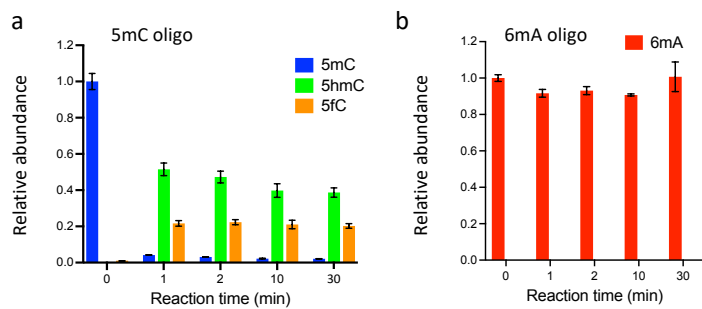 a
5mC oligo
Relative abundance
1.2
1.0
0.8
0.6
0.4
0.2
0.0
5mC
5hmC
5fC
0 1 2 10 30
Reaction time (min)
b
6mA oligo
Relative abundance
1.2
1.0
0.8
0.6
0.4
0.2
0.0
6mA
0 1 2 10 30
Reaction time (min)